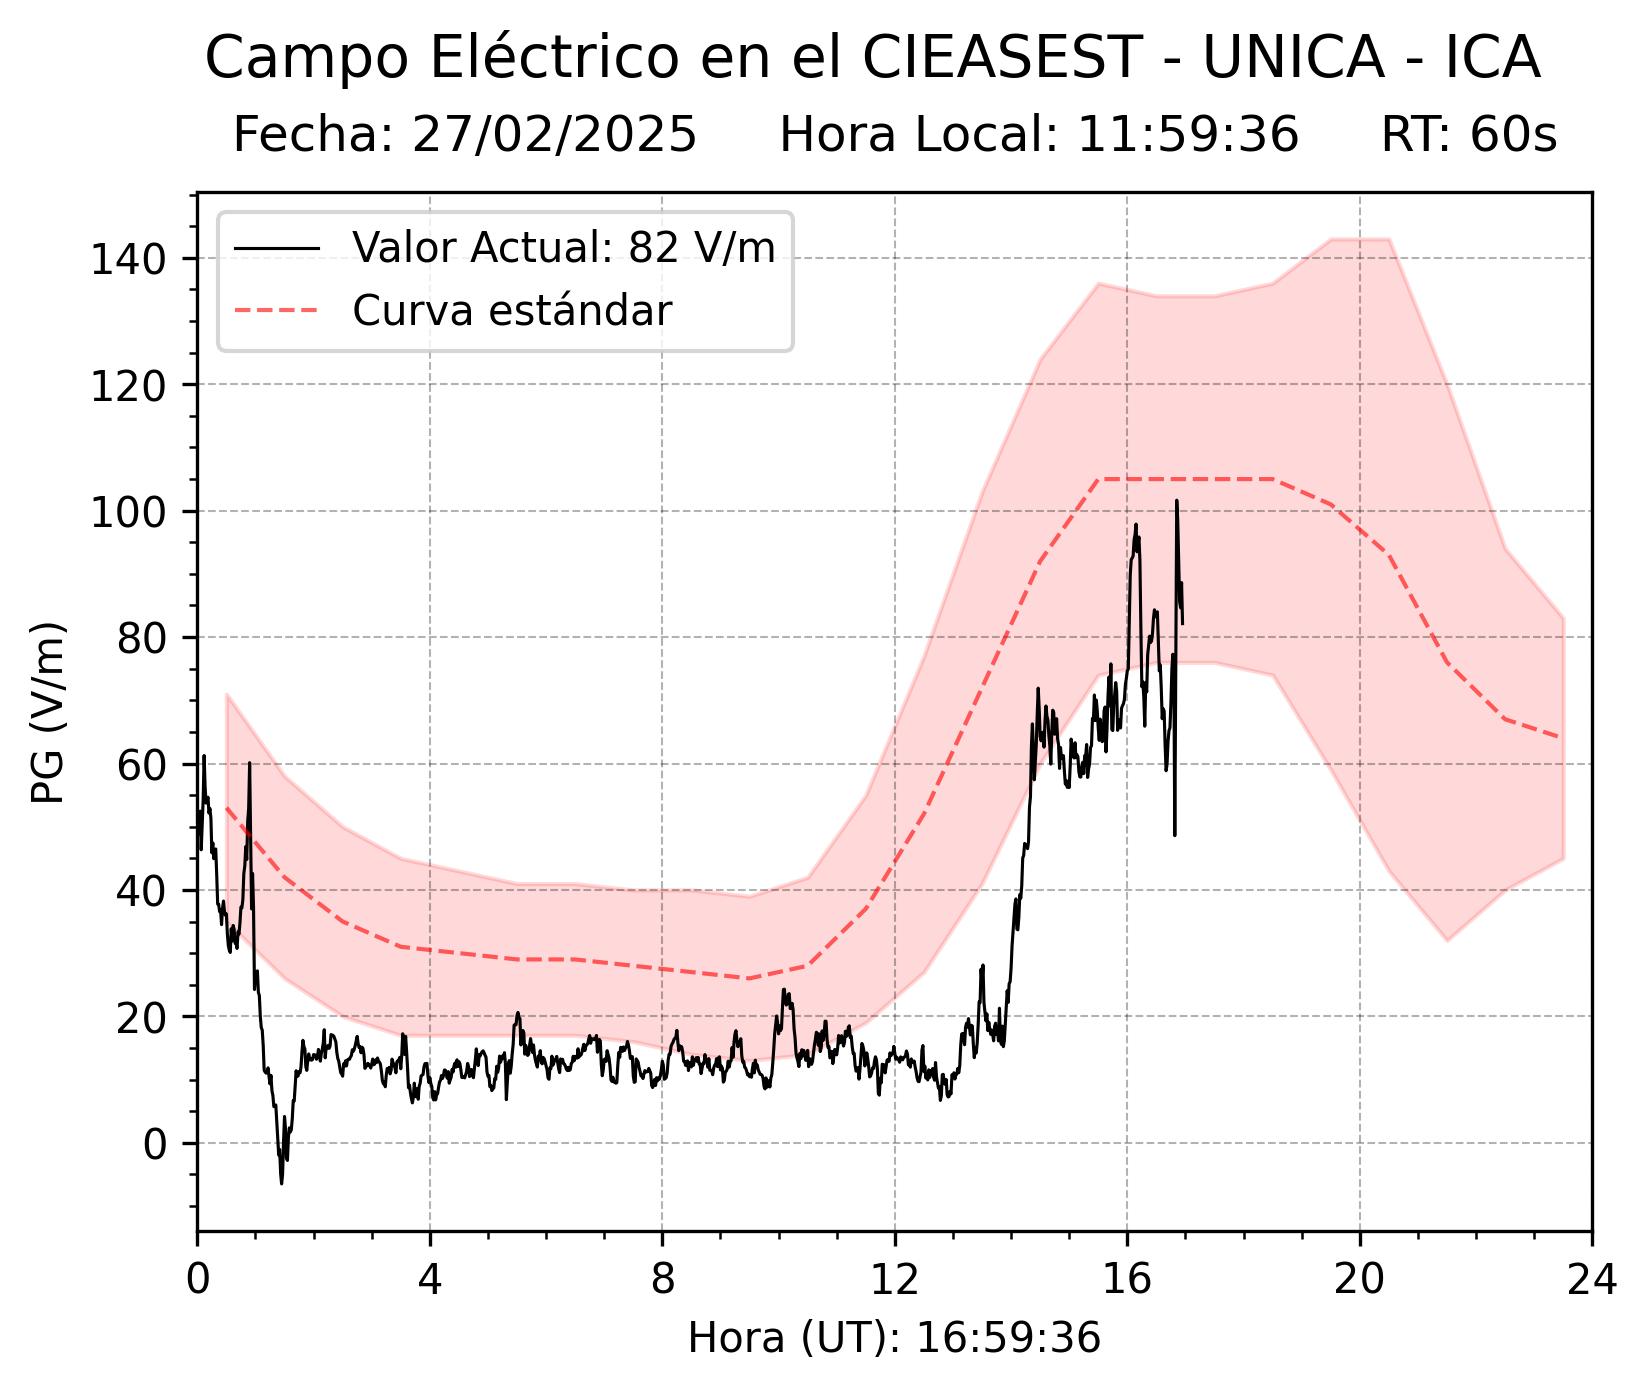 Campo Eléctrico en el CIEASEST - UNICA - ICA
Fecha: 27/02/2025 Hora Local: 11:59:36 RT: 60s
Valor Actual: 82 V/m
Curva estándar
PG (V/m)
140
120
100
80
60
40
20
0
0 4 8 12 16 20 24
Hora (UT): 16:59:36